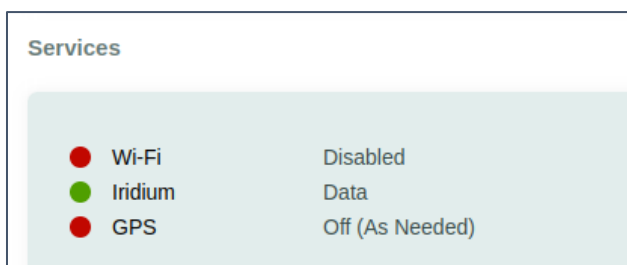 Services
Wi-Fi Disabled
Iridium Data
GPS Off (As Needed)